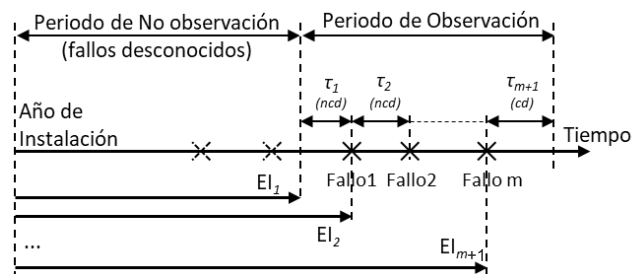 Periodo de No observación
(fallos desconocidos)
Periodo de Observación
τ1
(ncd)
τ2
(ncd)
τm+1
(cd)
Año de
Instalación
Tiempo
EI1
Fallo1
Fallo2
Fallo m
EI2
...
EIm+1